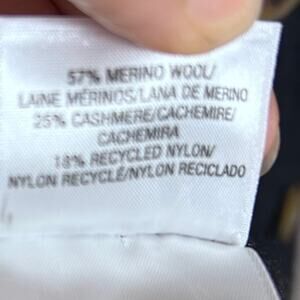 57% MERINO WOOL/
LAINE MÉRINOS/LANA DE MERINO
25% CASHMERE/CACHEMIRE/
CACHEMIRA
18% RECYCLED NYLON/
NYLON RECYCLÉ/NYLON RECICLADO